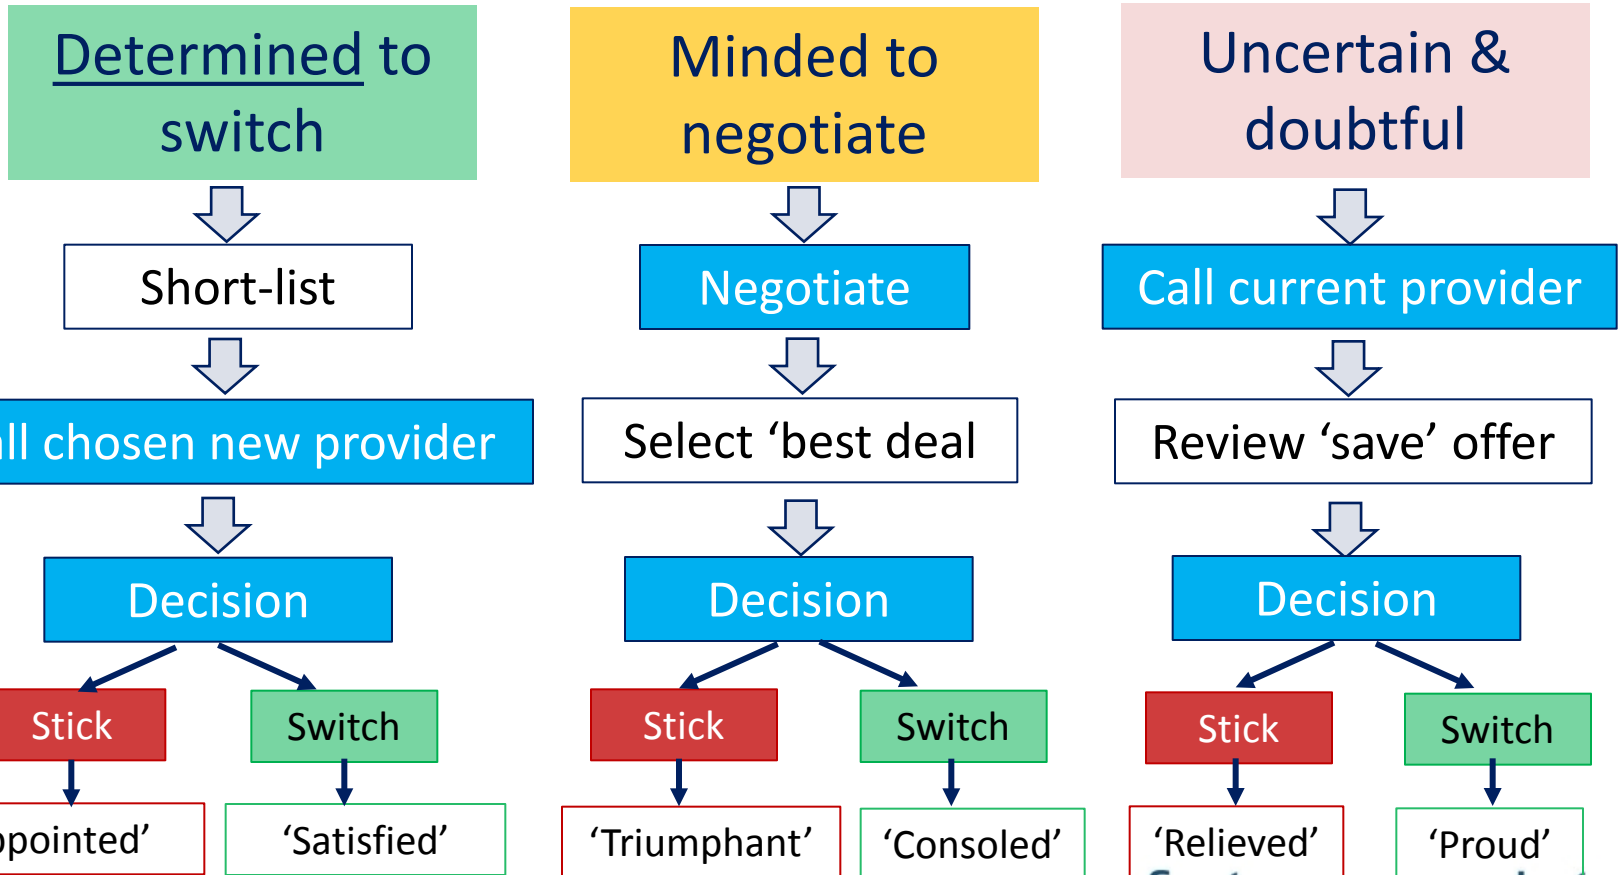 Determined to
switch
Short-list
ll chosen new provider
Decision
Stick
Switch
ppointed’
‘Satisfied’
Minded to
negotiate
Negotiate
Select ‘best deal
Decision
Stick
Switch
‘Triumphant’
‘Consoled’
Uncertain &
doubtful
Call current provider
Review ‘save’ offer
Decision
Stick
Switch
‘Relieved’
‘Proud’